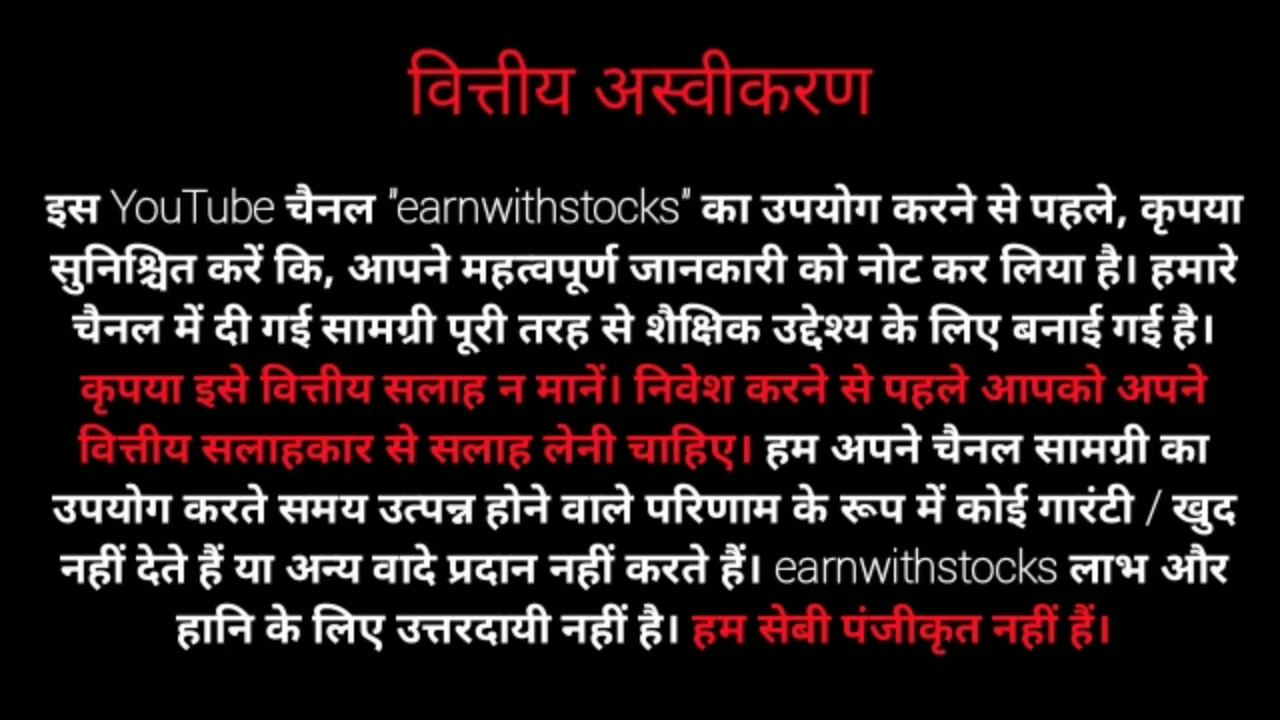 वित्तीय अस्वीकरण
इस YouTube चैनल "earnwithstocks" का उपयोग करने से पहले, कृपया
सुनिश्चित करें कि, आपने महत्वपूर्ण जानकारी को नोट कर लिया है। हमारे
चैनल में दी गई सामग्री पूरी तरह से शैक्षिक उद्देश्य के लिए बनाई गई है।
कृपया इसे वित्तीय सलाह न मानें। निवेश करने से पहले आपको अपने
वित्तीय सलाहकार से सलाह लेनी चाहिए। हम अपने चैनल सामग्री का
उपयोग करते समय उत्पन्न होने वाले परिणाम के रूप में कोई गारंटी / खुद
नहीं देते हैं या अन्य वादे प्रदान नहीं करते हैं। earnwithstocks लाभ और
हानि के लिए उत्तरदायी नहीं है। हम सेबी पंजीकृत नहीं हैं।